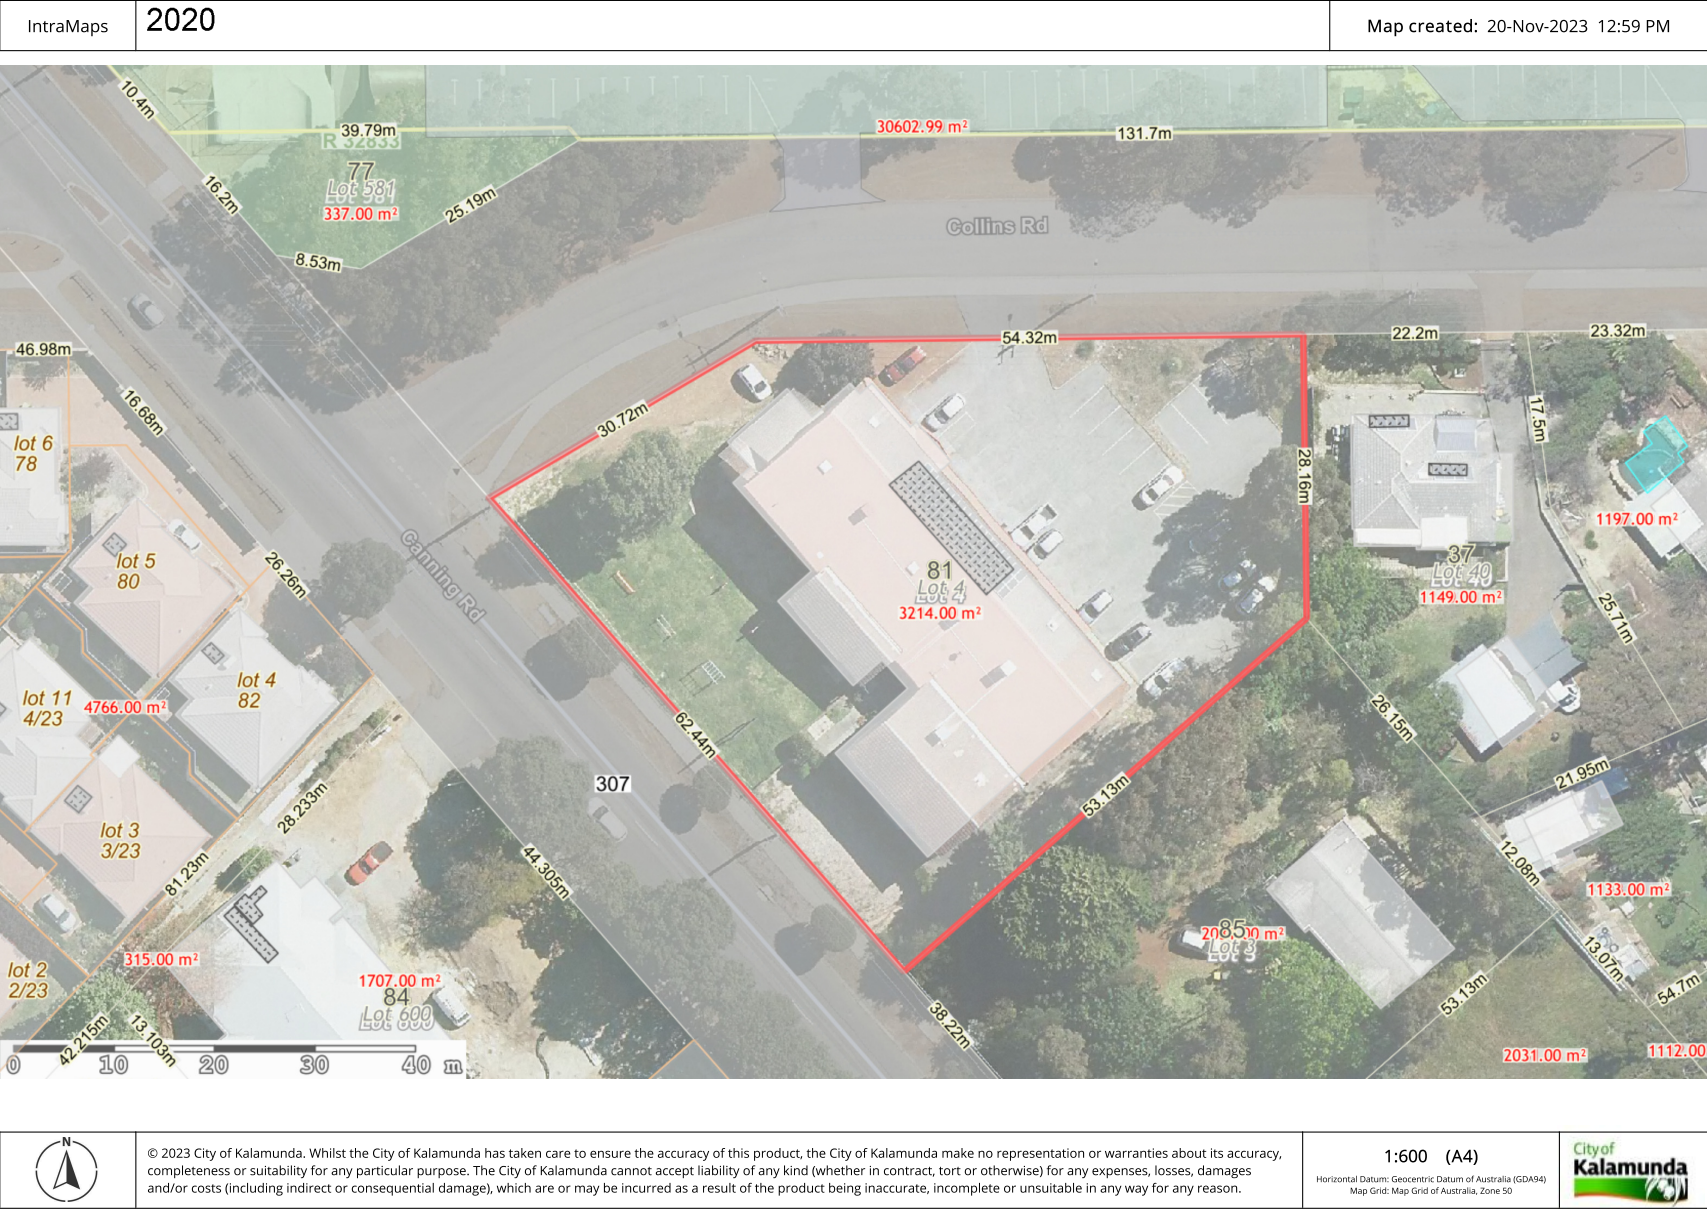 IntraMaps
2020
Map created: 20-Nov-2023 12:59 PM
10.4m
39.79m
R 32833
30602.99 m²
131.7m
77
Lot 581
337.00 m²
16.2m
25.19m
8.53m
Collins Rd
46.98m
54.32m
22.2m
23.32m
16.68m
30.72m
17.5m
lot 6
78
28.16m
1197.00 m²
Canning Rd
lot 5
80
26.26m
81
Lot 4
3214.00 m²
37
Lot 40
1149.00 m²
25.71m
lot 4
82
lot 11
4/23
4766.00 m²
62.44m
26.15m
307
53.13m
21.95m
28.233m
lot 3
3/23
81.23m
44.305m
12.08m
1133.00 m²
85
Lot 3
315.00 m²
lot 2
2/23
1707.00 m²
84
Lot 600
13.07m
53.13m
54.7m
38.22m
42.215m
13.103m
2031.00 m²
1112.00
0 10 20 30 40 m
N
© 2023 City of Kalamunda. Whilst the City of Kalamunda has taken care to ensure the accuracy of this product, the City of Kalamunda make no representation or warranties about its accuracy,
completeness or suitability for any particular purpose. The City of Kalamunda cannot accept liability of any kind (whether in contract, tort or otherwise) for any expenses, losses, damages
and/or costs (including indirect or consequential damage), which are or may be incurred as a result of the product being inaccurate, incomplete or unsuitable in any way for any reason.
1:600 (A4)
Horizontal Datum: Geocentric Datum of Australia (GDA94)
Map Grid: Map Grid of Australia, Zone 50
City of
Kalamunda